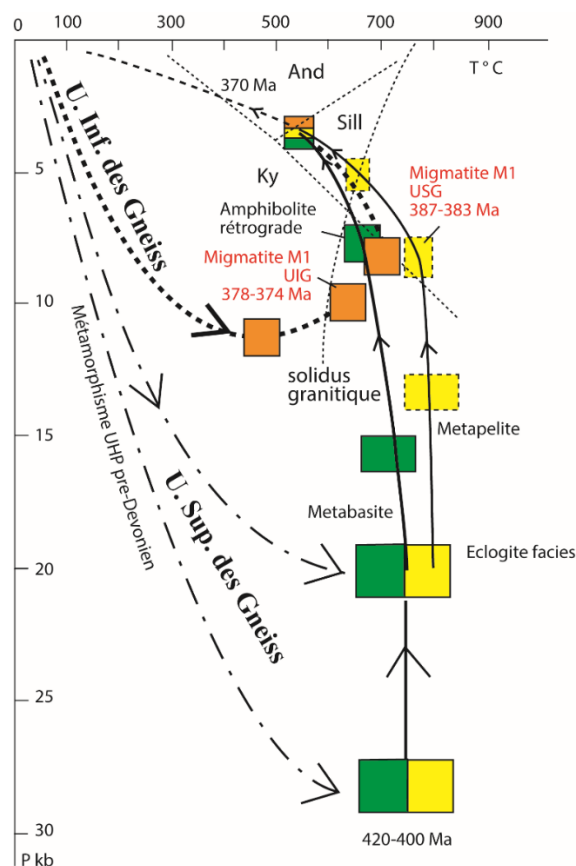 0 100 300 500 700 900
T° C
And
370 Ma
Sill
5
Ky
U. Inf. des Gneiss
Migmatite M1
USG
387-383 Ma
Amphibolite
rétrograde
Migmatite M1
UIG
378-374 Ma
10
solidus
granitique
Métamorphisme UHP pre-Devonien
15
Metapelite
U. Sup. des Gneiss
Metabasite
Eclogite facies
20
25
30
P kb
420-400 Ma